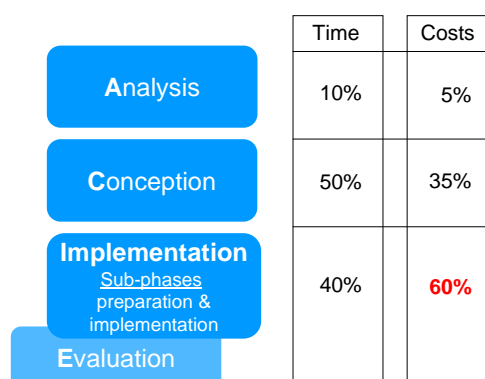 Time Costs
Analysis 10% 5%
Conception 50% 35%
Implementation
Sub-phases
preparation & 40% 60%
implementation
Evaluation